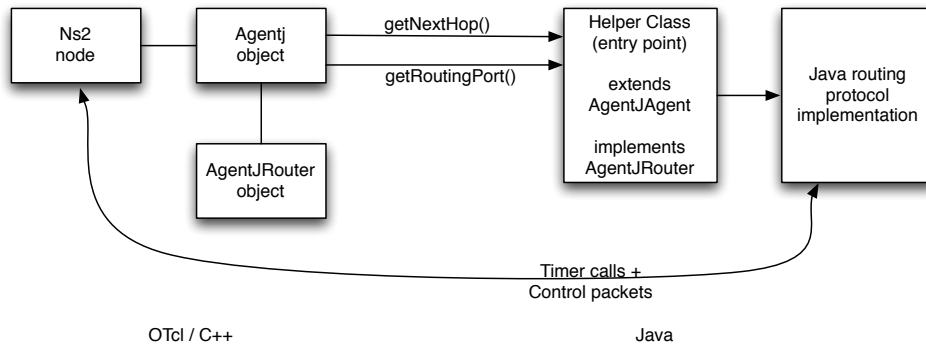 Ns2
node
Agentj
object
getNextHop()
getRoutingPort()
Helper Class
(entry point)
extends
AgentJAgent
implements
AgentJRouter
Java routing
protocol
implementation
AgentJRouter
object
Timer calls +
Control packets
OTcl / C++
Java